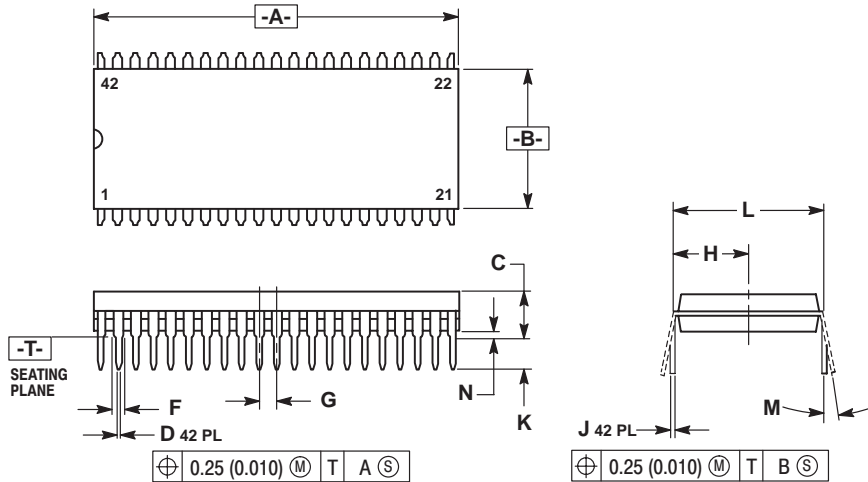 -A-
42 22
-B-
1 21
L
H
C
-T-
SEATING
PLANE
F
G
N
K
M
D 42 PL
J 42 PL
⌖ 0.25 (0.010) Ⓜ T A Ⓢ
⌖ 0.25 (0.010) Ⓜ T B Ⓢ